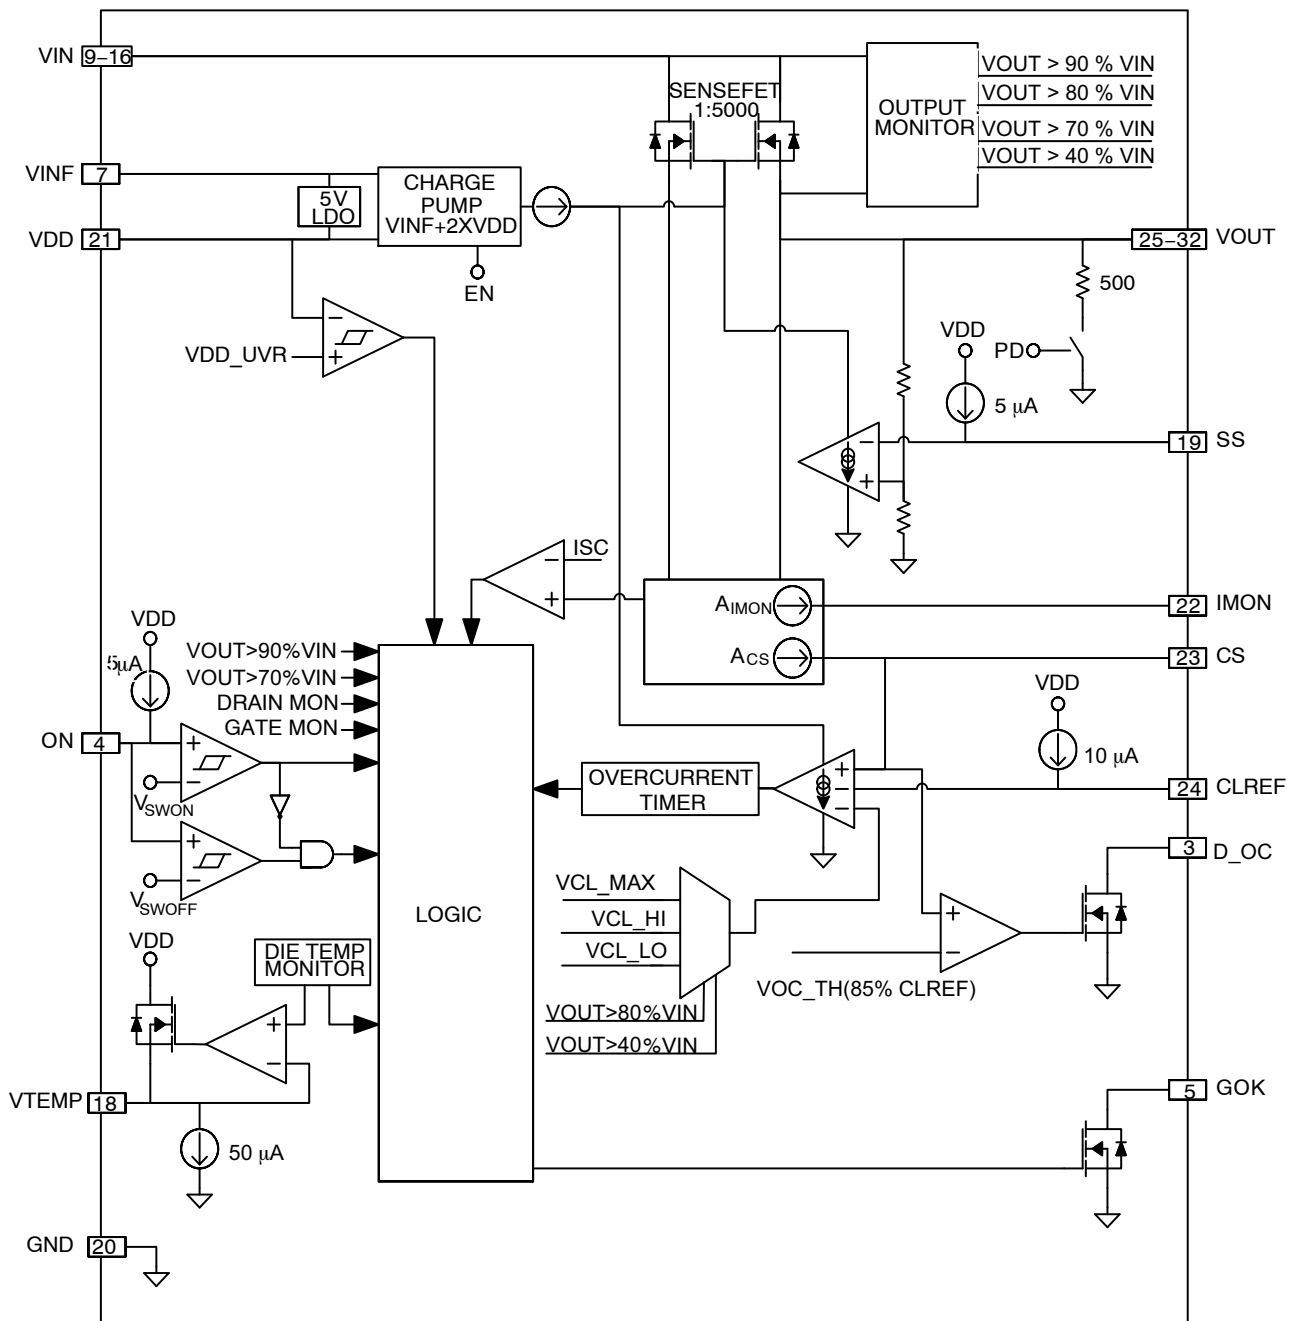 VIN 9–16
SENSEFET
1:5000
OUTPUT
MONITOR
VOUT > 90 % VIN
VOUT > 80 % VIN
VOUT > 70 % VIN
VOUT > 40 % VIN
VINF 7
5V
LDO
CHARGE
PUMP
VINF+2XVDD
VDD 21
EN
25–32 VOUT
500
VDD
PD
5 µA
VDD_UVR
−
+
−
+
19 SS
ISC
−
+
AIMON
22 IMON
ACS
23 CS
VDD
5µA
VOUT>90%VIN
VOUT>70%VIN
DRAIN MON
GATE MON
VDD
10 µA
ON 4
+
−
VSWON
OVERCURRENT
TIMER
+
−
−
24 CLREF
+
−
VSWOFF
3 D_OC
VCL_MAX
VCL_HI
VCL_LO
LOGIC
+
−
VOC_TH(85% CLREF)
VDD
DIE TEMP
MONITOR
VOUT>80%VIN
VOUT>40%VIN
+
−
VTEMP 18
50 µA
5 GOK
GND 20